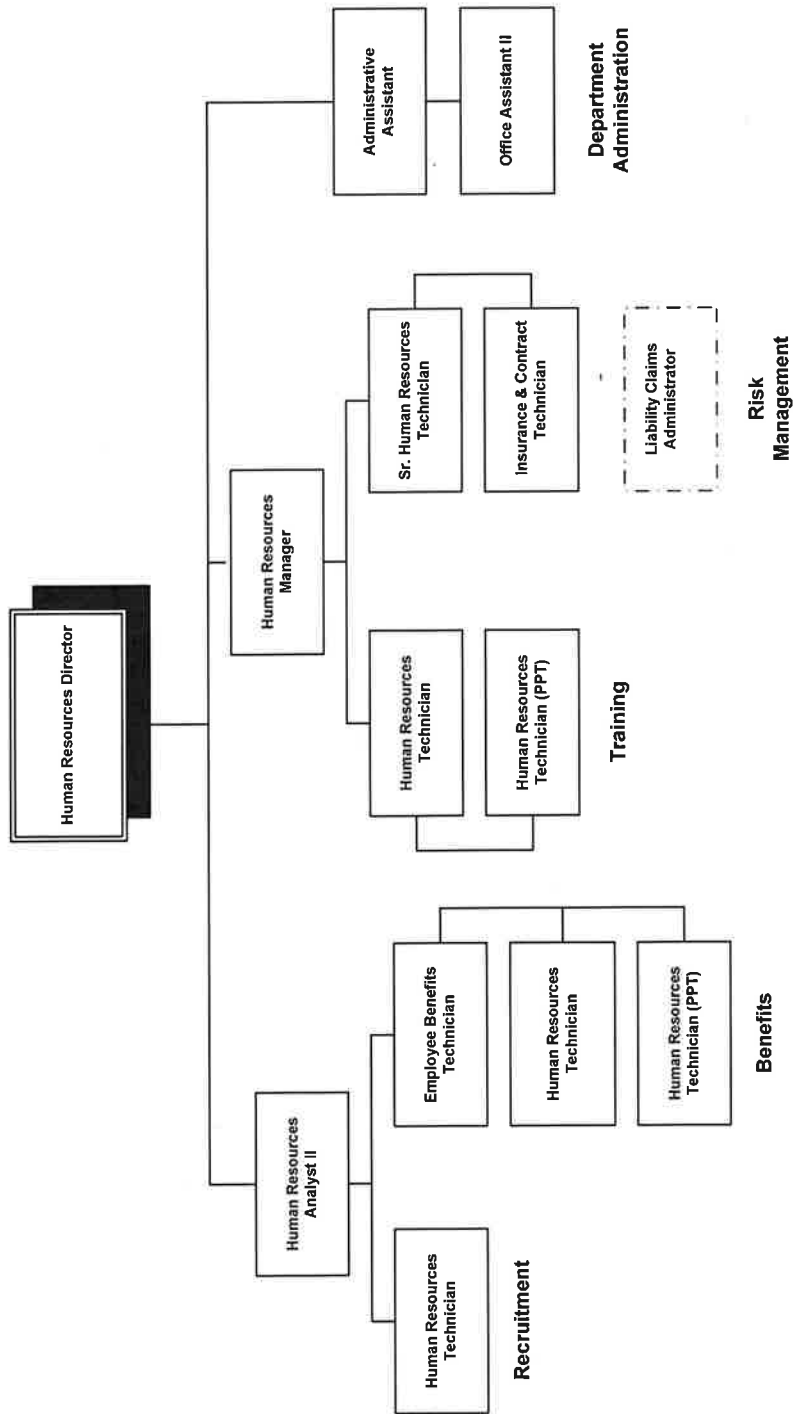 Human Resources Director
Human Resources
Analyst II
Human Resources
Manager
Administrative
Assistant
Office Assistant II
Department
Administration
Human Resources
Technician
Recruitment
Employee Benefits
Technician
Human Resources
Technician
Human Resources
Technician (PPT)
Benefits
Human Resources
Technician
Human Resources
Technician (PPT)
Training
Sr. Human Resources
Technician
Insurance & Contract
Technician
Liability Claims
Administrator
Risk
Management